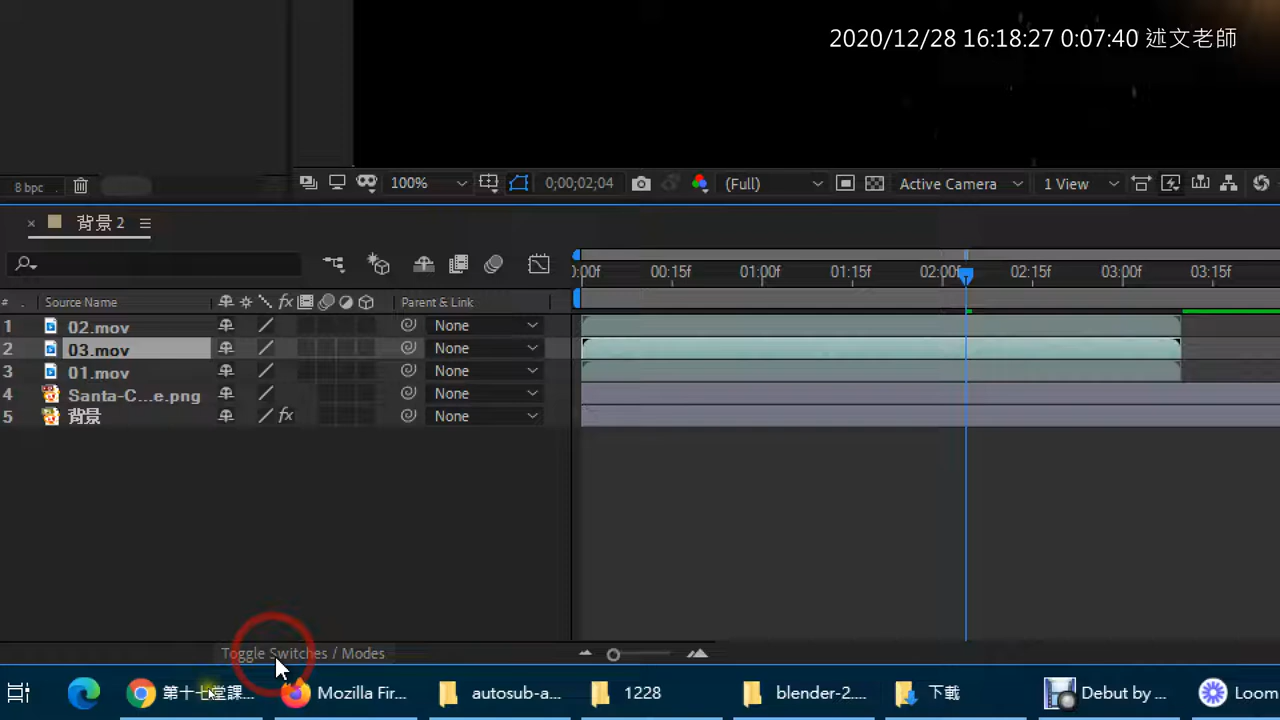 2020/12/28 16:18:27 0:07:40 述文老師
8 bpc
100%
0;00;02;04
(Full)
Active Camera
1 View
× 背景 2
:00f 00:15f 01:00f 01:15f 02:00f 02:15f 03:00f 03:15f
# Source Name fx Parent & Link
1 02.mov None
2 03.mov None
3 01.mov None
4 Santa-C...e.png None
5 背景 fx None
Toggle Switches / Modes
第十七堂課... Mozilla Fir... autosub-a... 1228 blender-2.... 下載 Debut by ... Loom